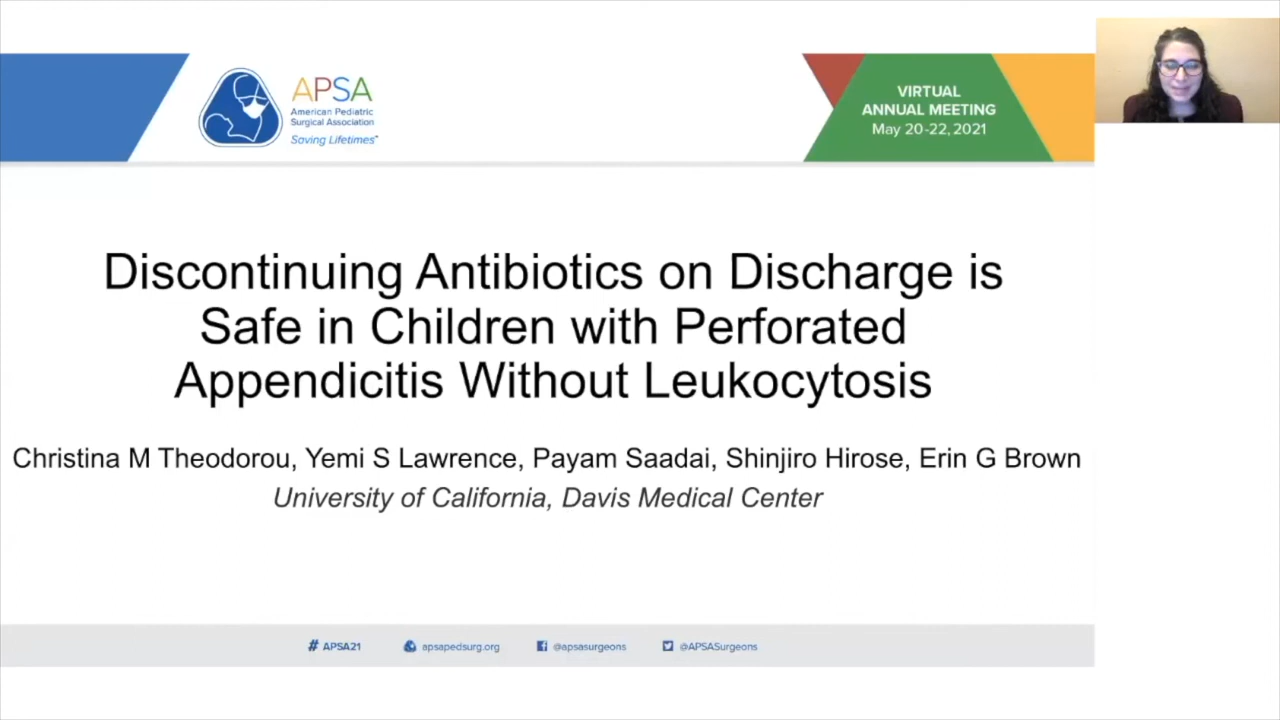 APSA
American Pediatric
Surgical Association
Saving Lifetimes
VIRTUAL
ANNUAL MEETING
May 20-22, 2021
Discontinuing Antibiotics on Discharge is
Safe in Children with Perforated
Appendicitis Without Leukocytosis
Christina M Theodorou, Yemi S Lawrence, Payam Saadai, Shinjiro Hirose, Erin G Brown
University of California, Davis Medical Center
# APSA21
apsapedsurg.org
@apsasurgeons
@APSASurgeons